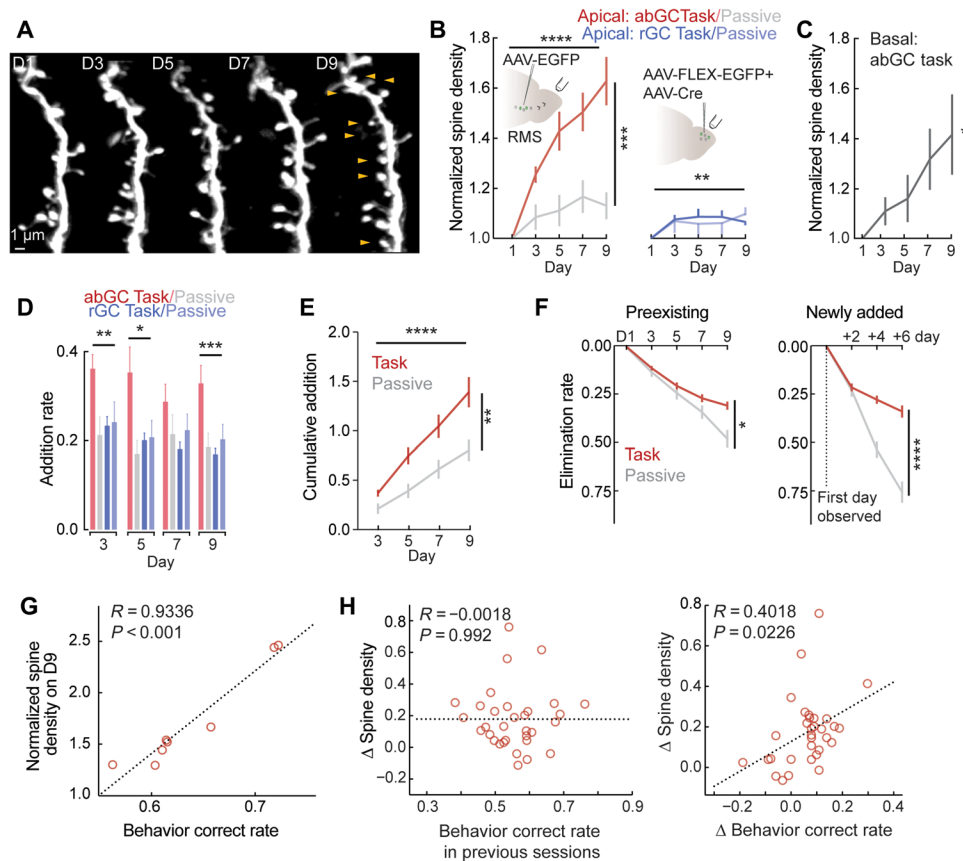 A
D1 D3 D5 D7 D9
1 μm
B
Apical: abGCTask/Passive
Apical: rGC Task/Passive
****
AAV-EGFP
RMS
***
AAV-FLEX-EGFP+
AAV-Cre
**
Normalized spine density
1.8
1.6
1.4
1.2
1.0
1 3 5 7 9
Day
1 3 5 7 9
Day
C
Basal:
abGC task
Normalized spine density
1.8
1.6
1.4
1.2
1.0
1 3 5 7 9
Day
D
abGC Task/Passive
rGC Task/Passive
** * ***
Addition rate
0.4
0.2
0.0
3 5 7 9
Day
E
****
Task
Passive
**
Cumulative addition
2.0
1.5
1.0
0.5
0.0
3 5 7 9
Day
F
Preexisting
D1 3 5 7 9
Elimination rate
0.00
0.25
0.50
0.75
Task
Passive
*
Newly added
+2 +4 +6 day
0.00
0.25
0.50
0.75
First day
observed
****
G
R = 0.9336
P < 0.001
Normalized spine
density on D9
2.5
2.0
1.5
1.0
0.6 0.7
Behavior correct rate
H
R = −0.0018
P = 0.992
Δ Spine density
0.8
0.6
0.4
0.2
0.0
−0.2
0.3 0.5 0.7 0.9
Behavior correct rate
in previous sessions
R = 0.4018
P = 0.0226
Δ Spine density
0.8
0.6
0.4
0.2
0.0
−0.2 0.0 0.2 0.4
Δ Behavior correct rate